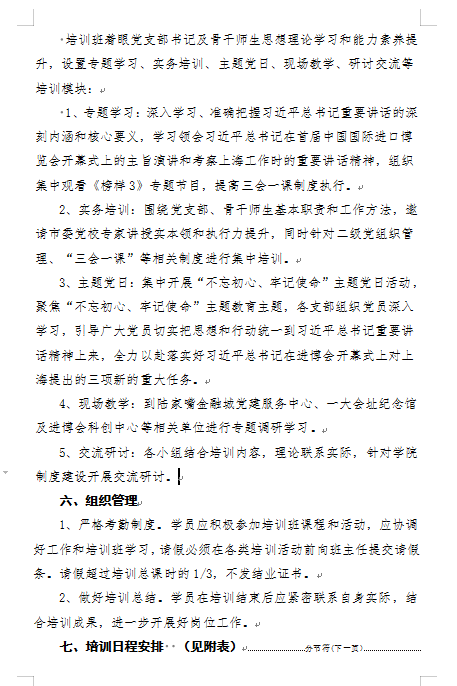 培训班着眼党支部书记及骨干师生思想理论学习和能力素养提
升，设置专题学习、实务培训、主题党日、现场教学、研讨交流等
培训模块：
1、专题学习：深入学习、准确把握习近平总书记重要讲话的深
刻内涵和核心要义，学习领会习近平总书记在首届中国国际进口博
览会开幕式上的主旨演讲和考察上海工作时的重要讲话精神，组织
集中观看《榜样3》专题节目，提高三会一课制度执行。
2、实务培训：围绕党支部、骨干师生基本职责和工作方法，邀
请市委党校专家讲授实本领和执行力提升，同时针对二级党组织管
理、“三会一课”等相关制度进行集中培训。
3、主题党日：集中开展“不忘初心、牢记使命”主题党日活动，
聚焦“不忘初心、牢记使命”主题教育主题，各支部组织党员深入
学习，引导广大党员切实把思想和行动统一到习近平总书记重要讲
话精神上来，全力以赴落实好习近平总书记在进博会开幕式上对上
海提出的三项新的重大任务。
4、现场教学：到陆家嘴金融城党建服务中心、一大会址纪念馆
及进博会科创中心等相关单位进行专题调研学习。
5、交流研讨：各小组结合培训内容，理论联系实际，针对学院
制度建设开展交流研讨。
六、组织管理
1、严格考勤制度。学员应积极参加培训班课程和活动，应协调
好工作和培训班学习，请假必须在各类培训活动前向班主任提交请假
条。请假超过培训总课时的1/3，不发结业证书。
2、做好培训总结。学员在培训结束后应紧密联系自身实际，结
合培训成果，进一步开展好岗位工作。
七、培训日程安排 （见附表）分节符(下一页)